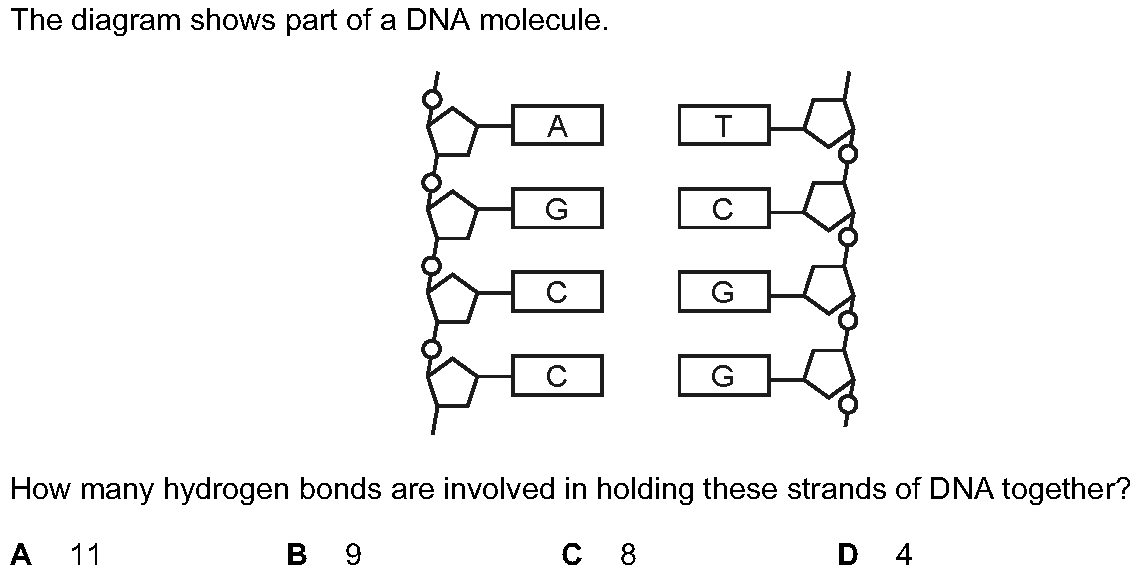 The diagram shows part of a DNA molecule.
A T
G C
C G
C G
How many hydrogen bonds are involved in holding these strands of DNA together?
A 11 B 9 C 8 D 4